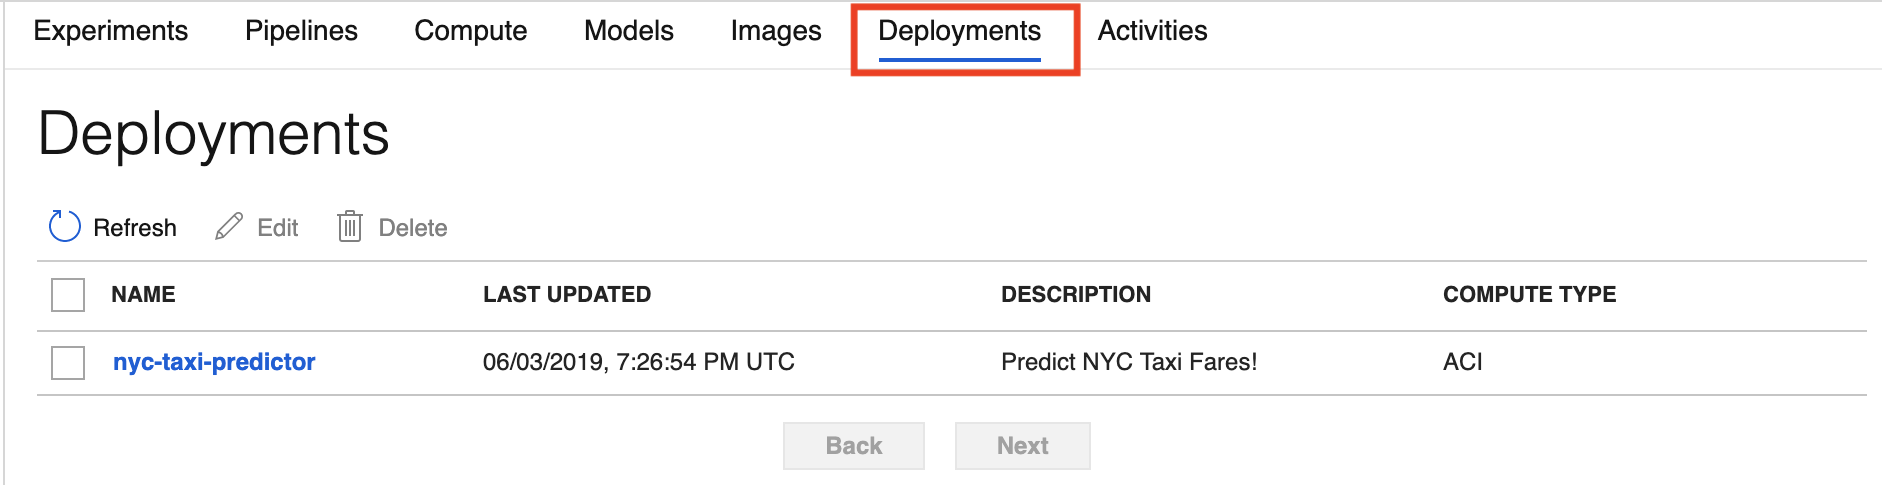 Experiments Pipelines Compute Models Images Deployments Activities
Deployments
Refresh Edit Delete
NAME LAST UPDATED DESCRIPTION COMPUTE TYPE
nyc-taxi-predictor 06/03/2019, 7:26:54 PM UTC Predict NYC Taxi Fares! ACI
Back Next